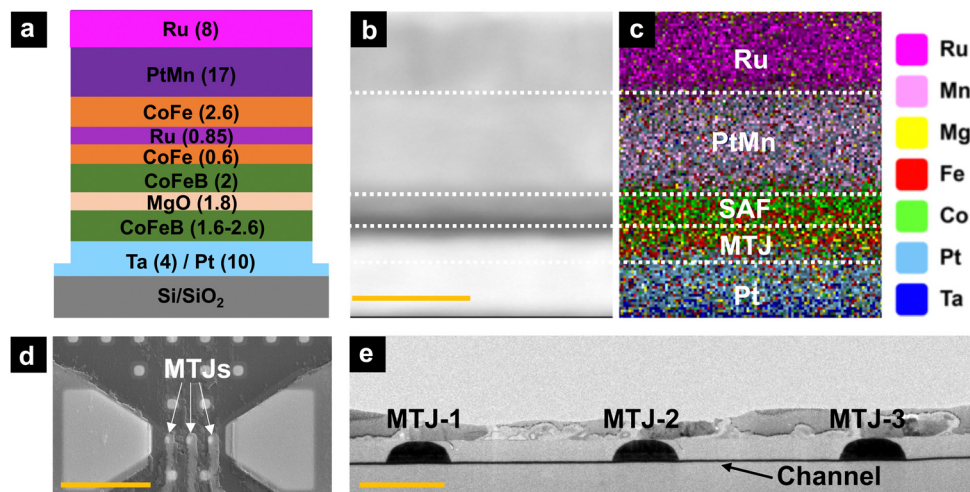 a
Ru (8)
PtMn (17)
CoFe (2.6)
Ru (0.85)
CoFe (0.6)
CoFeB (2)
MgO (1.8)
CoFeB (1.6-2.6)
Ta (4) / Pt (10)
Si/SiO₂
b
c
Ru
PtMn
SAF
MTJ
Pt
Ru
Mn
Mg
Fe
Co
Pt
Ta
d
MTJs
e
MTJ-1
MTJ-2
MTJ-3
Channel